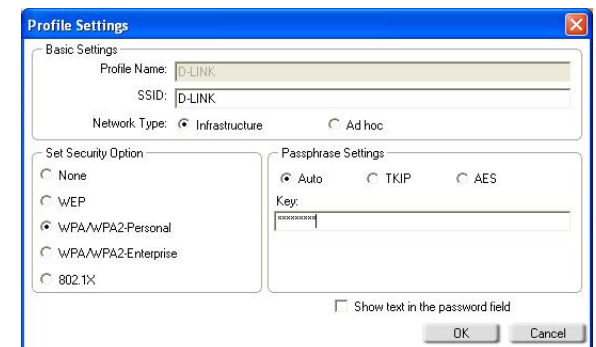 Profile Settings
Basic Settings
Profile Name: D-LINK
SSID: D-LINK
Network Type: Infrastructure Ad hoc
Set Security Option
None
WEP
WPA/WPA2-Personal
WPA/WPA2-Enterprise
802.1X
Passphrase Settings
Auto TKIP AES
Key:
xxxxxxxxx
Show text in the password field
OK Cancel